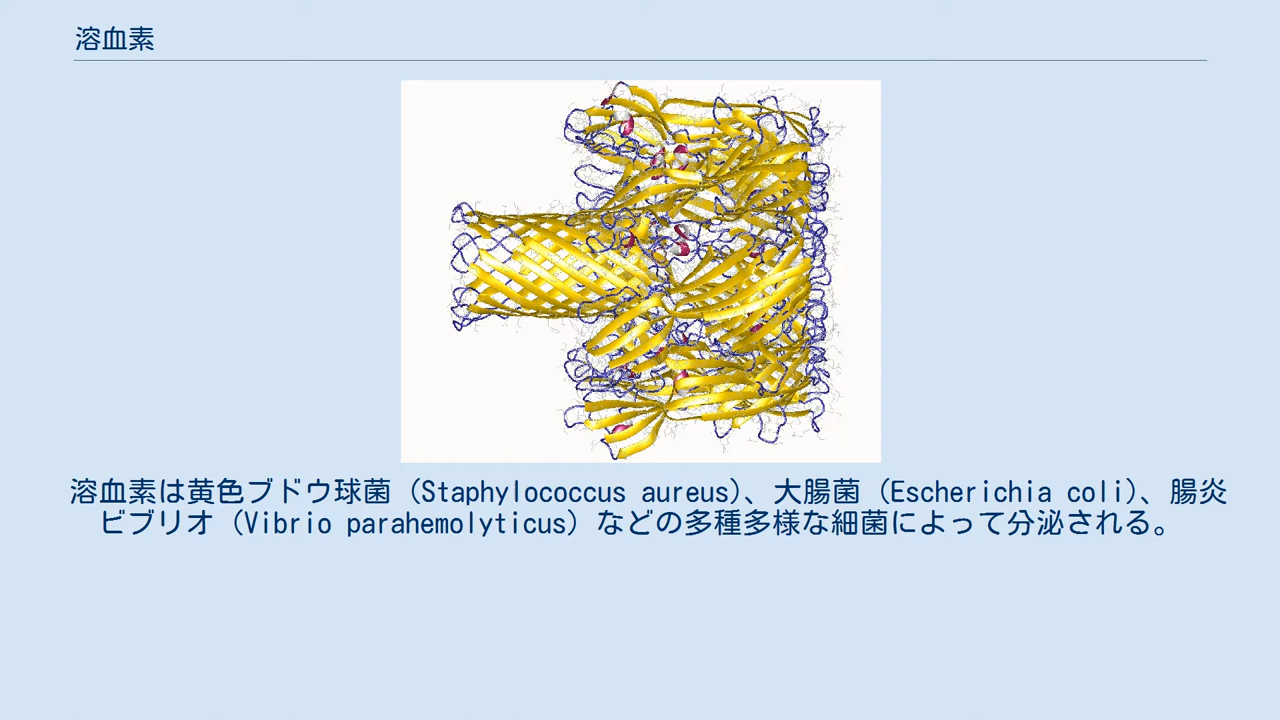 溶血素
溶血素は黄色ブドウ球菌（Staphylococcus aureus）、大腸菌（Escherichia coli）、腸炎
ビブリオ（Vibrio parahemolyticus）などの多種多様な細菌によって分泌される。